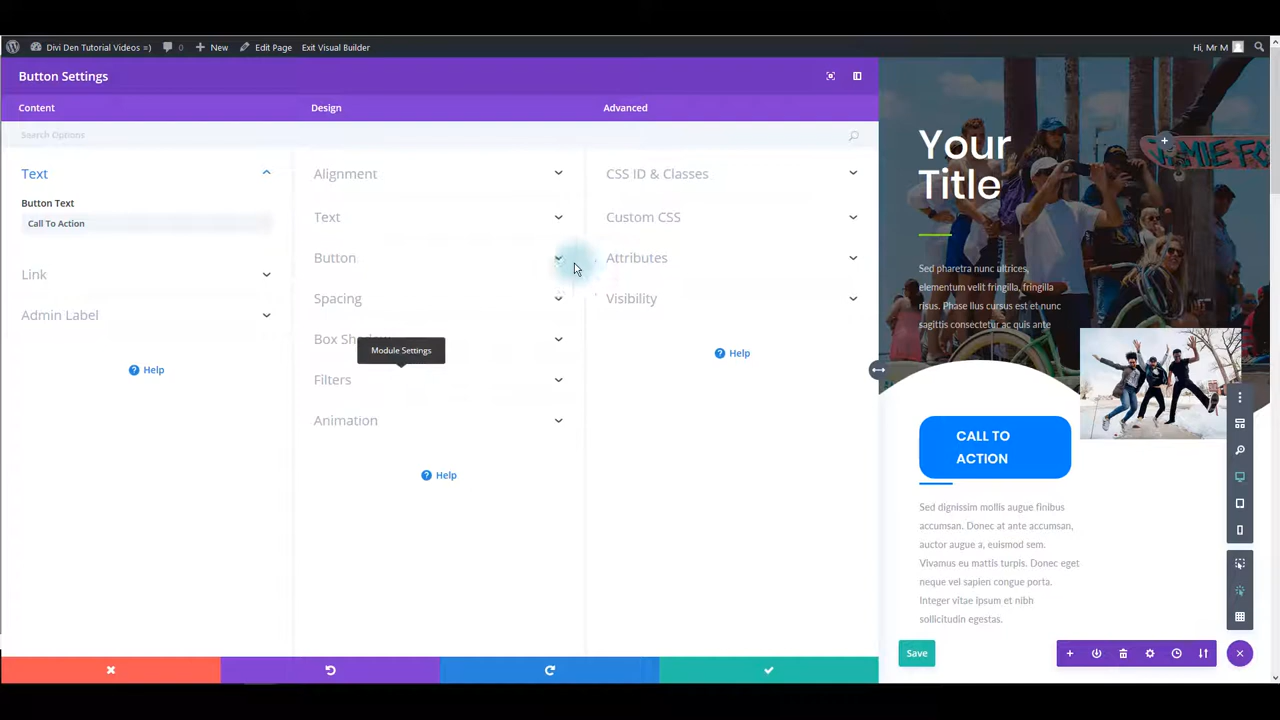 Divi Den Tutorial Videos =)
0
New
Edit Page
Exit Visual Builder
Hi, Mr M
Button Settings
Content
Design
Advanced
Search Options
Text
Button Text
Call To Action
Link
Admin Label
Help
Alignment
Text
Button
Spacing
Module Settings
Filters
Animation
Help
CSS ID & Classes
Custom CSS
Attributes
Visibility
Help
Your
Title
Sed pharetra nunc ultrices,
elementum velit fringilla, fringilla
risus. Phasellus cursus est et mi
sagittis consectetur ac quis ante
CALL TO
ACTION
Sed dignissim mollis augue finibus
accumsan. Donec at ante accumsan,
auctor augue a, euismod sem.
Vivamus eu mattis turpis. Donec eget
neque vel sapien congue porta.
Integer vitae ipsum et nibh
sollicitudin egestas.
Save